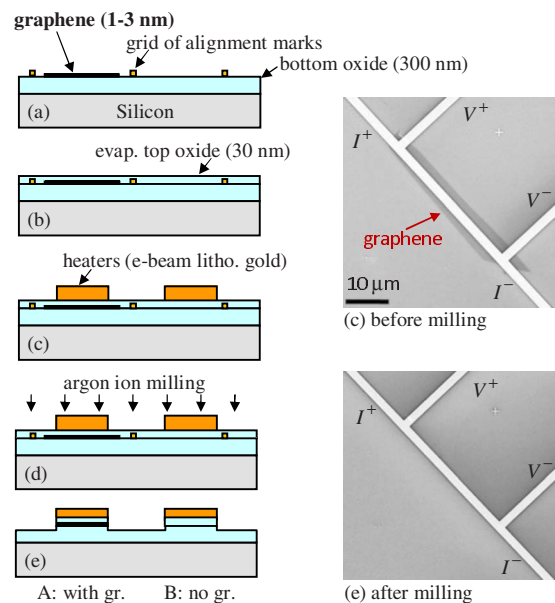 graphene (1-3 nm)
grid of alignment marks
bottom oxide (300 nm)
(a)
Silicon
evap. top oxide (30 nm)
(b)
heaters (e-beam litho. gold)
(c)
argon ion milling
(d)
(e)
A: with gr.
B: no gr.
I+
V+
V−
graphene
10 µm
I−
(c) before milling
I+
V+
V−
I−
(e) after milling